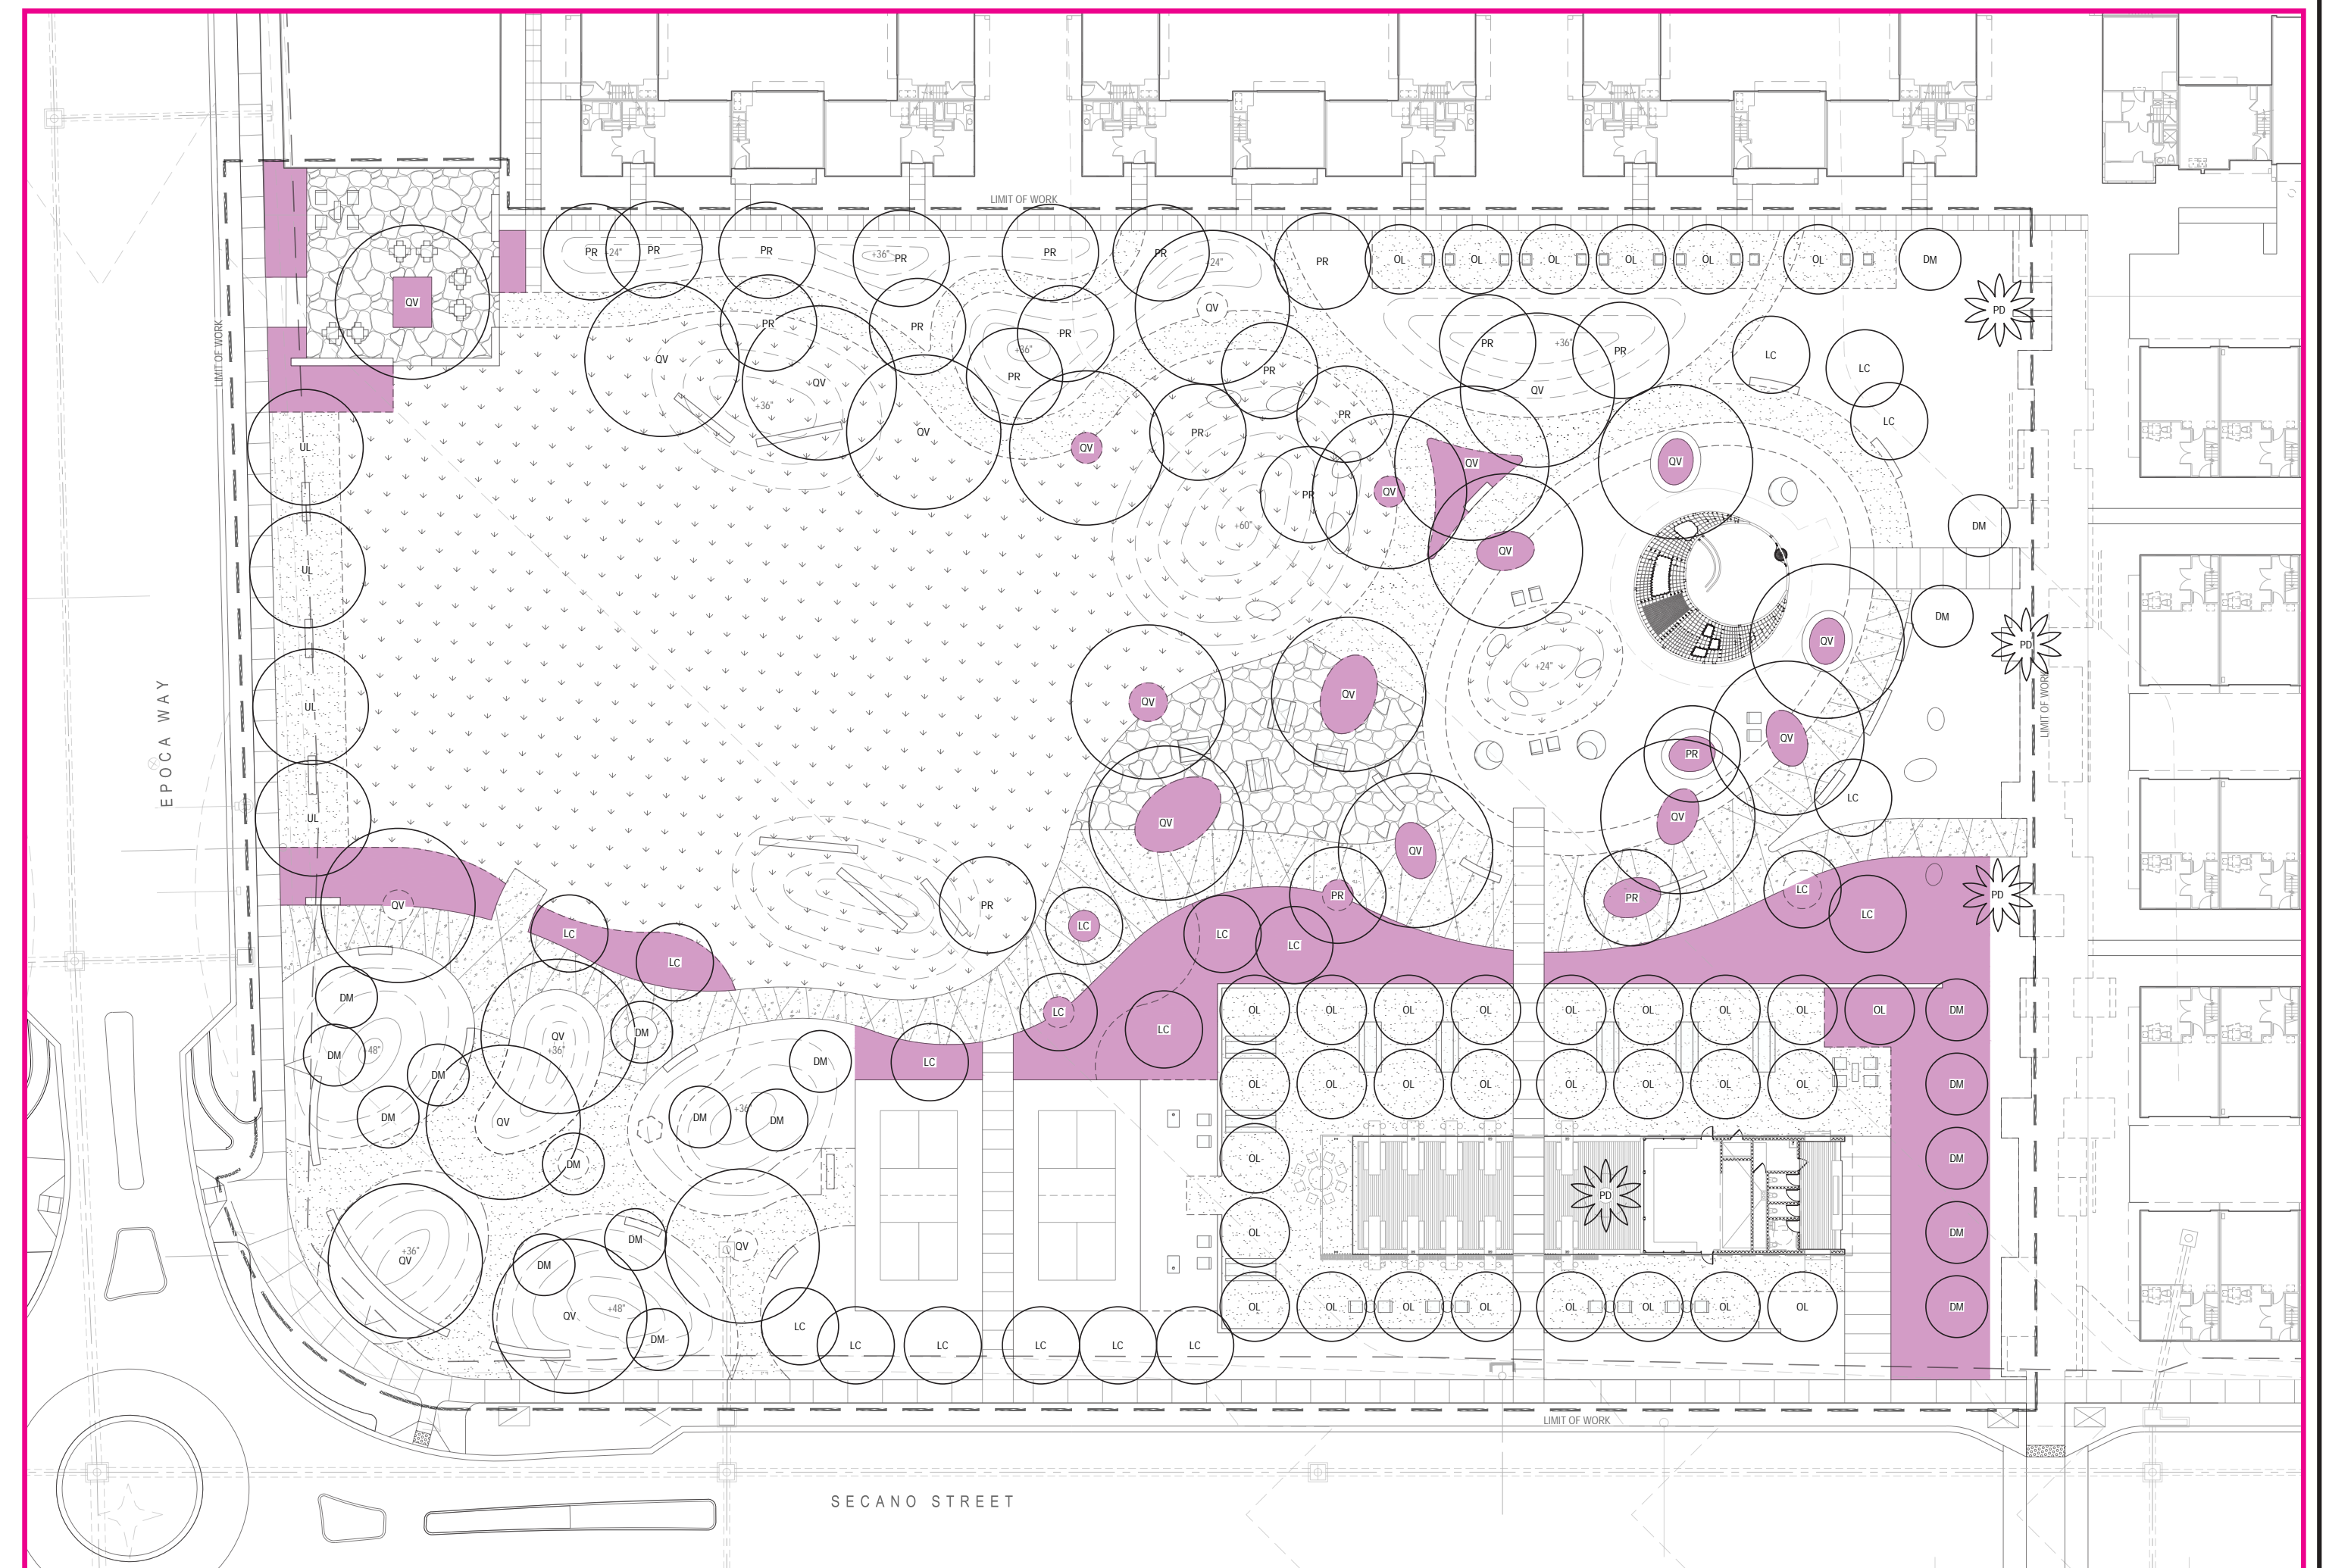 LIMIT OF WORK
PR +24" PR PR +36" PR PR PR +24" PR OL OL OL OL OL OL DM
QV QV PD
LIMIT OF WORK
PR PR PR +36" PR PR +36" PR LC LC
QV QV +36" PR PR QV
UL QV QV PR PR QV QV LC
QV +60" PR DM
UL QV
DM
QV PD
+24"
UL QV QV LIMIT OF WORK
EPOCA WAY
QV PR
UL QV LC
QV QV
QV PR PR LC PD
LC PR LC LC LC LC
LC
DM LC OL OL OL OL OL OL OL OL OL DM
DM QV DM LC
+48" +36" DM LC OL OL OL OL OL OL OL OL DM
DM
DM QV DM +36" DM
DM OL DM
PD
QV OL DM
+36" DM
QV DM
QV +48" OL OL OL OL OL OL OL OL DM
DM LC
LC LC LC LC LC
LIMIT OF WORK
SECANO STREET